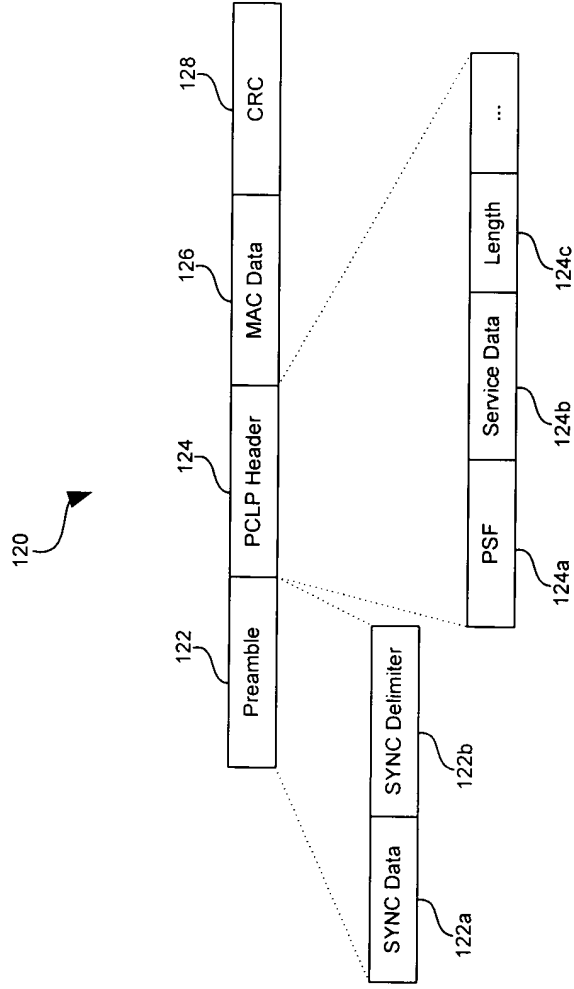 120
122
124
126
128
Preamble
PCLP Header
MAC Data
CRC
SYNC Data
SYNC Delimiter
122a
122b
PSF
Service Data
Length
...
124a
124b
124c